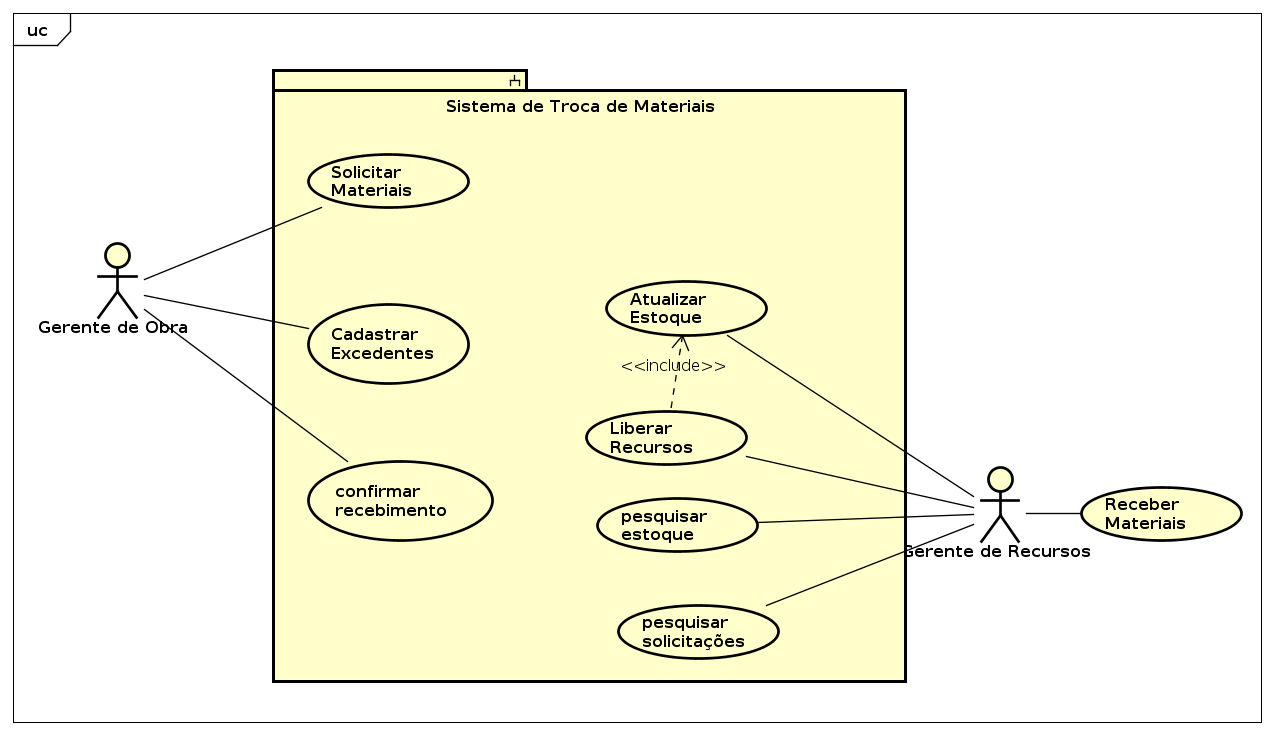 uc
Sistema de Troca de Materiais
Solicitar
Materiais
Gerente de Obra
Cadastrar
Excedentes
confirmar
recebimento
Atualizar
Estoque
<<include>>
Liberar
Recursos
pesquisar
estoque
pesquisar
solicitações
Gerente de Recursos
Receber
Materiais